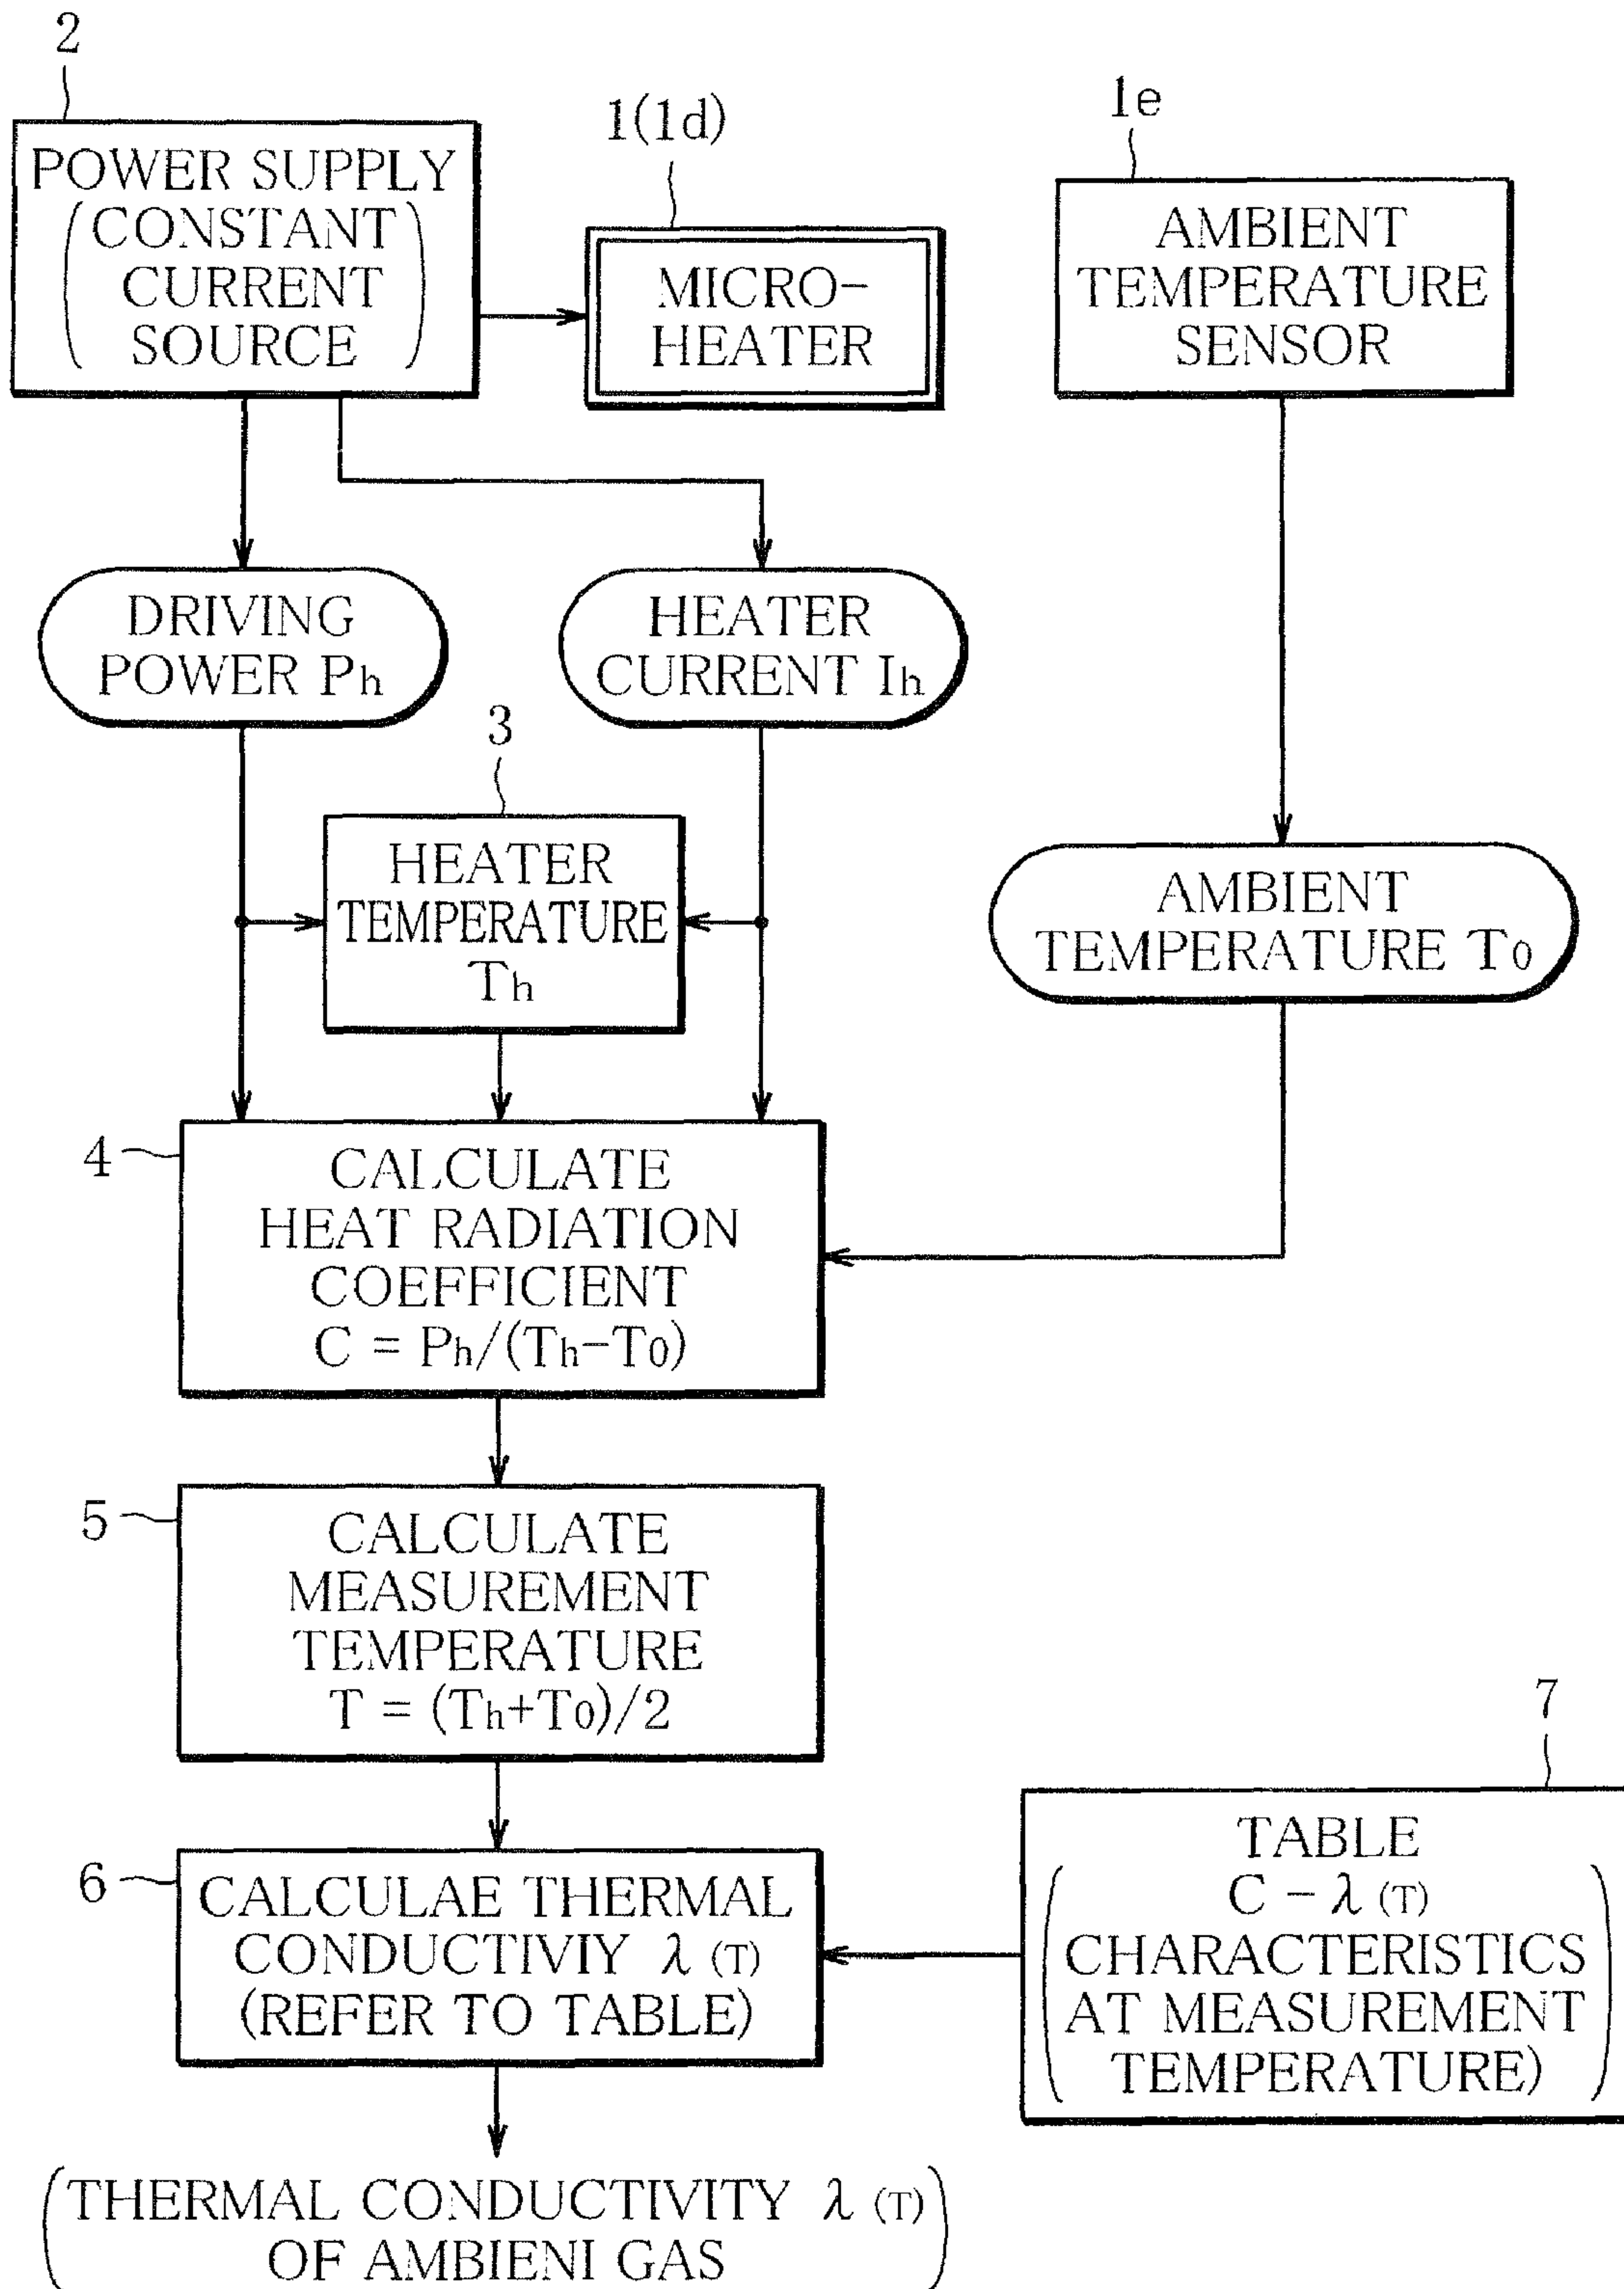 2
POWER SUPPLY
(CONSTANT
CURRENT
SOURCE)
1(1d)
MICRO-
HEATER
1e
AMBIENT
TEMPERATURE
SENSOR
DRIVING
POWER Ph
HEATER
CURRENT Ih
3
HEATER
TEMPERATURE
Th
AMBIENT
TEMPERATURE T0
4
CALCULATE
HEAT RADIATION
COEFFICIENT
C = Ph/(Th-T0)
5
CALCULATE
MEASUREMENT
TEMPERATURE
T = (Th+T0)/2
6
CALCULAE THERMAL
CONDUCTIVIY λ (T)
(REFER TO TABLE)
7
TABLE
(C - λ (T)
CHARACTERISTICS
AT MEASUREMENT
TEMPERATURE))
(THERMAL CONDUCTIVITY λ (T)
OF AMBIENI GAS)